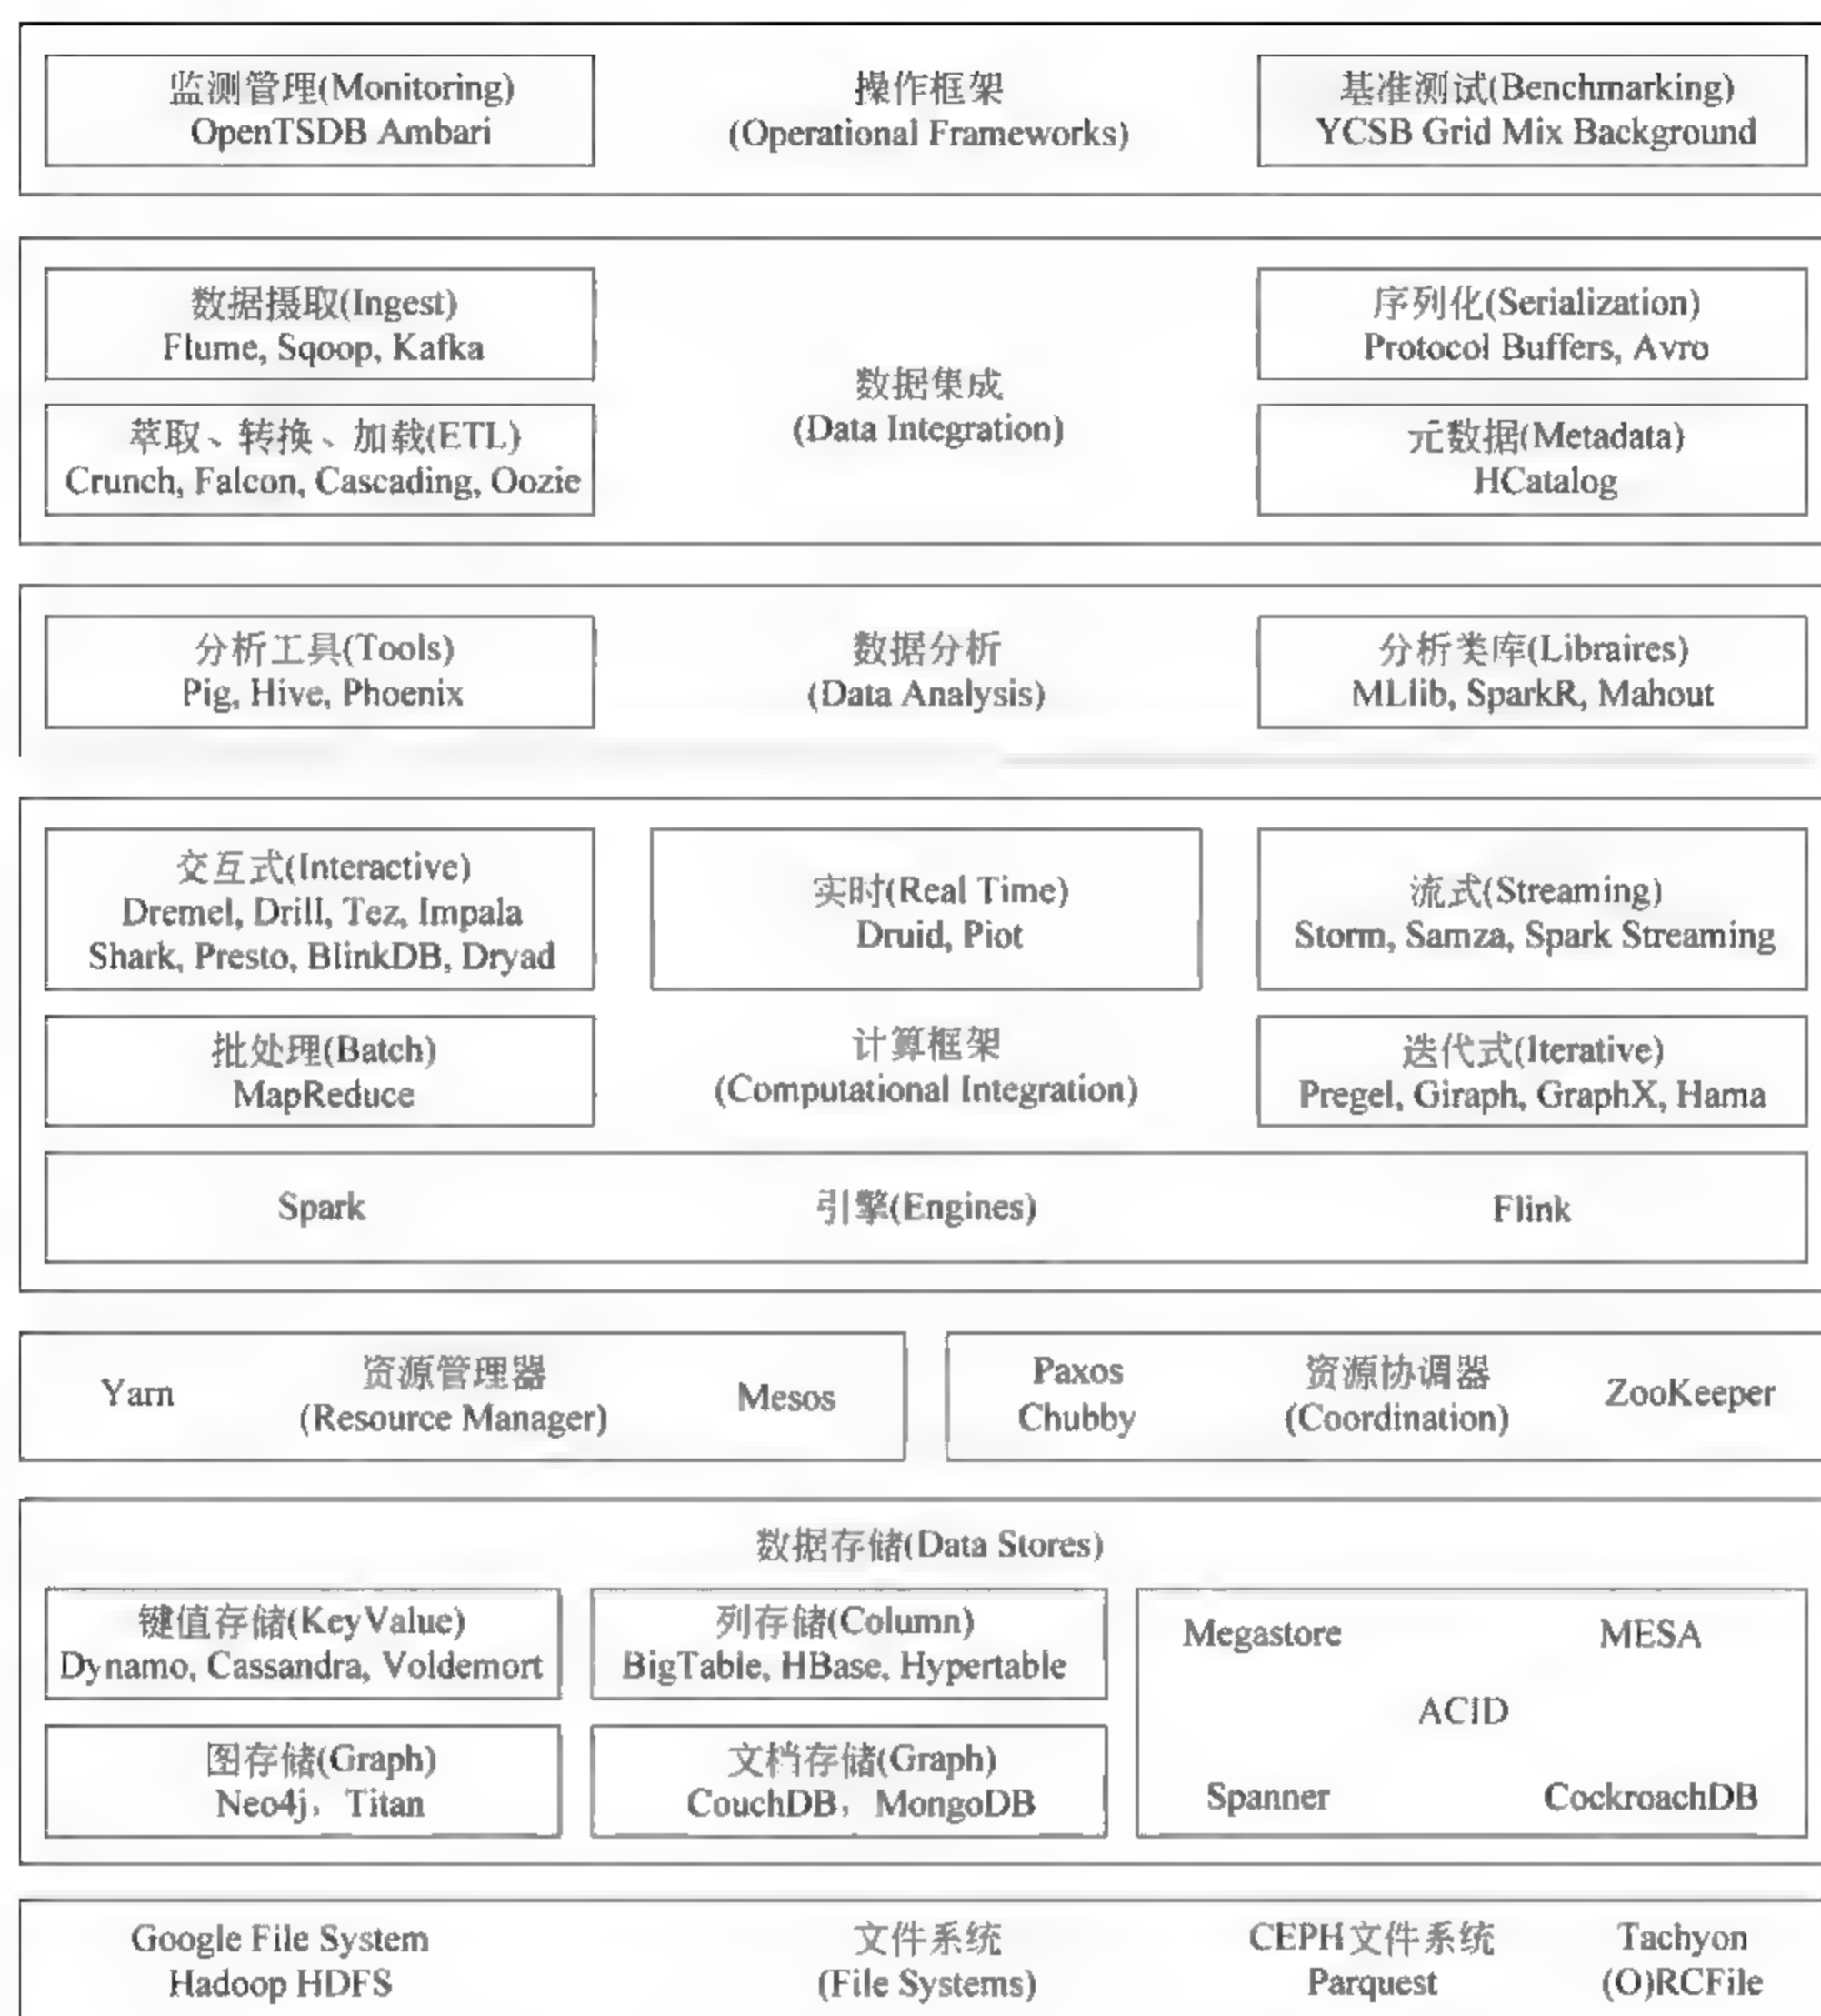 监测管理(Monitoring)
OpenTSDB Ambari
操作框架
(Operational Frameworks)
基准测试(Benchmarking)
YCSB Grid Mix Background
数据摄取(Ingest)
Flume, Sqoop, Kafka
萃取、转换、加载(ETL)
Crunch, Falcon, Cascading, Oozie
数据集成
(Data Integration)
序列化(Serialization)
Protocol Buffers, Avro
元数据(Metadata)
HCatalog
分析工具(Tools)
Pig, Hive, Phoenix
数据分析
(Data Analysis)
分析类库(Libraires)
MLlib, SparkR, Mahout
交互式(Interactive)
Dremel, Drill, Tez, Impala
Shark, Presto, BlinkDB, Dryad
实时(Real Time)
Druid, Piot
流式(Streaming)
Storm, Samza, Spark Streaming
批处理(Batch)
MapReduce
计算框架
(Computational Integration)
迭代式(Iterative)
Pregel, Giraph, GraphX, Hama
Spark
引擎(Engines)
Flink
Yarn
资源管理器
(Resource Manager)
Mesos
Paxos
Chubby
资源协调器
(Coordination)
ZooKeeper
数据存储(Data Stores)
键值存储(KeyValue)
Dynamo, Cassandra, Voldemort
列存储(Column)
BigTable, HBase, Hypertable
图存储(Graph)
Neo4j，Titan
文档存储(Graph)
CouchDB，MongoDB
Megastore
MESA
ACID
Spanner
CockroachDB
Google File System
Hadoop HDFS
文件系统
(File Systems)
CEPH文件系统
Parquest
Tachyon
(O)RCFile